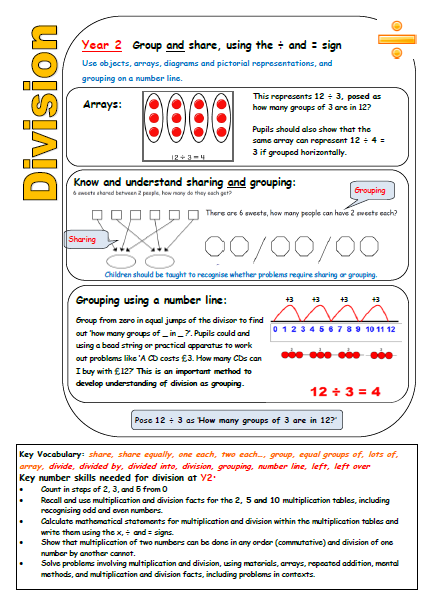 Division
Year 2 Group and share, using the ÷ and = sign
Use objects, arrays, diagrams and pictorial representations, and
grouping on a number line.
Arrays:
12 ÷ 3 = 4
This represents 12 ÷ 3, posed as
how many groups of 3 are in 12?
Pupils should also show that the
same array can represent 12 ÷ 4 =
3 if grouped horizontally.
Know and understand sharing and grouping:
6 sweets shared between 2 people, how many do they each get?
Grouping
There are 6 sweets, how many people can have 2 sweets each?
Sharing
Children should be taught to recognise whether problems require sharing or grouping.
Grouping using a number line:
Group from zero in equal jumps of the divisor to find
out 'how many groups of _ in _ ?'. Pupils could and
using a bead string or practical apparatus to work
out problems like 'A CD costs £3. How many CDs can
I buy with £12?' This is an important method to
develop understanding of division as grouping.
+3 +3 +3 +3
0 1 2 3 4 5 6 7 8 9 10 11 12
12 ÷ 3 = 4
Pose 12 ÷ 3 as 'How many groups of 3 are in 12?'
Key Vocabulary: share, share equally, one each, two each…, group, equal groups of, lots of,
array, divide, divided by, divided into, division, grouping, number line, left, left over
Key number skills needed for division at Y2:
• Count in steps of 2, 3, and 5 from 0
• Recall and use multiplication and division facts for the 2, 5 and 10 multiplication tables, including
recognising odd and even numbers.
• Calculate mathematical statements for multiplication and division within the multiplication tables and
write them using the x, ÷ and = signs.
• Show that multiplication of two numbers can be done in any order (commutative) and division of one
number by another cannot.
• Solve problems involving multiplication and division, using materials, arrays, repeated addition, mental
methods, and multiplication and division facts, including problems in contexts.